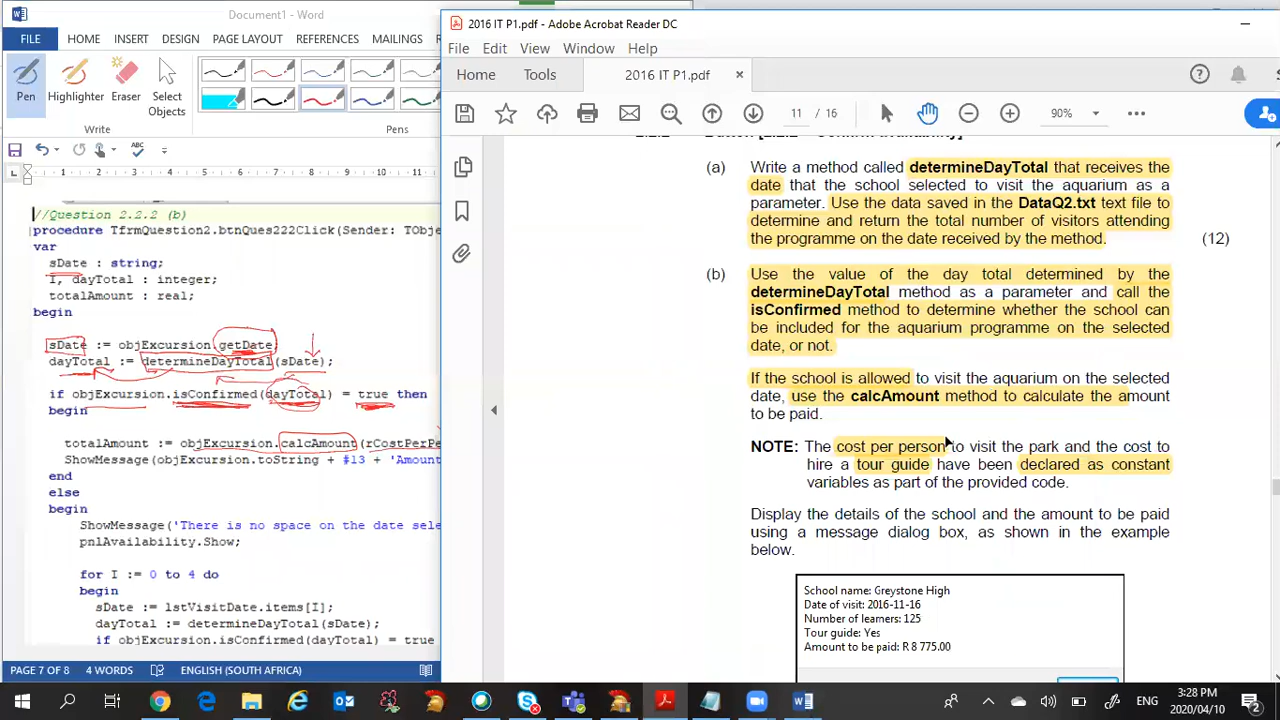 Document1 - Word
FILE HOME INSERT DESIGN PAGE LAYOUT REFERENCES MAILINGS
Pen Highlighter Eraser Select Objects
Write Pens
1 2 3 4 5 6 7 8 9 10 11
//Question 2.2.2 (b)
procedure TfrmQuestion2.btnQues222Click(Sender: TObje
var
sDate : string;
I, dayTotal : integer;
totalAmount : real;
begin
sDate := objExcursion.getDate;
dayTotal := determineDayTotal(sDate);
if objExcursion.isConfirmed(dayTotal) = true then
begin
totalAmount := objExcursion.calcAmount(rCostPerPe
ShowMessage(objExcursion.toString + #13 + 'Amount
end
else
begin
ShowMessage('There is no space on the date sele
pnlAvailability.Show;
for I := 0 to 4 do
begin
sDate := lstVisitDate.items[I];
dayTotal := determineDayTotal(sDate);
if objExcursion.isConfirmed(dayTotal) = true
PAGE 7 OF 8 4 WORDS ENGLISH (SOUTH AFRICA)
2016 IT P1.pdf - Adobe Acrobat Reader DC
File Edit View Window Help
Home Tools 2016 IT P1.pdf ×
11 / 16 90%
(a) Write a method called determineDayTotal that receives the
date that the school selected to visit the aquarium as a
parameter. Use the data saved in the DataQ2.txt text file to
determine and return the total number of visitors attending
the programme on the date received by the method. (12)
(b) Use the value of the day total determined by the
determineDayTotal method as a parameter and call the
isConfirmed method to determine whether the school can
be included for the aquarium programme on the selected
date, or not.
If the school is allowed to visit the aquarium on the selected
date, use the calcAmount method to calculate the amount
to be paid.
NOTE: The cost per person to visit the park and the cost to
hire a tour guide have been declared as constant
variables as part of the provided code.
Display the details of the school and the amount to be paid
using a message dialog box, as shown in the example
below.
School name: Greystone High
Date of visit: 2016-11-16
Number of learners: 125
Tour guide: Yes
Amount to be paid: R 8 775.00
ENG
3:28 PM
2020/04/10
2